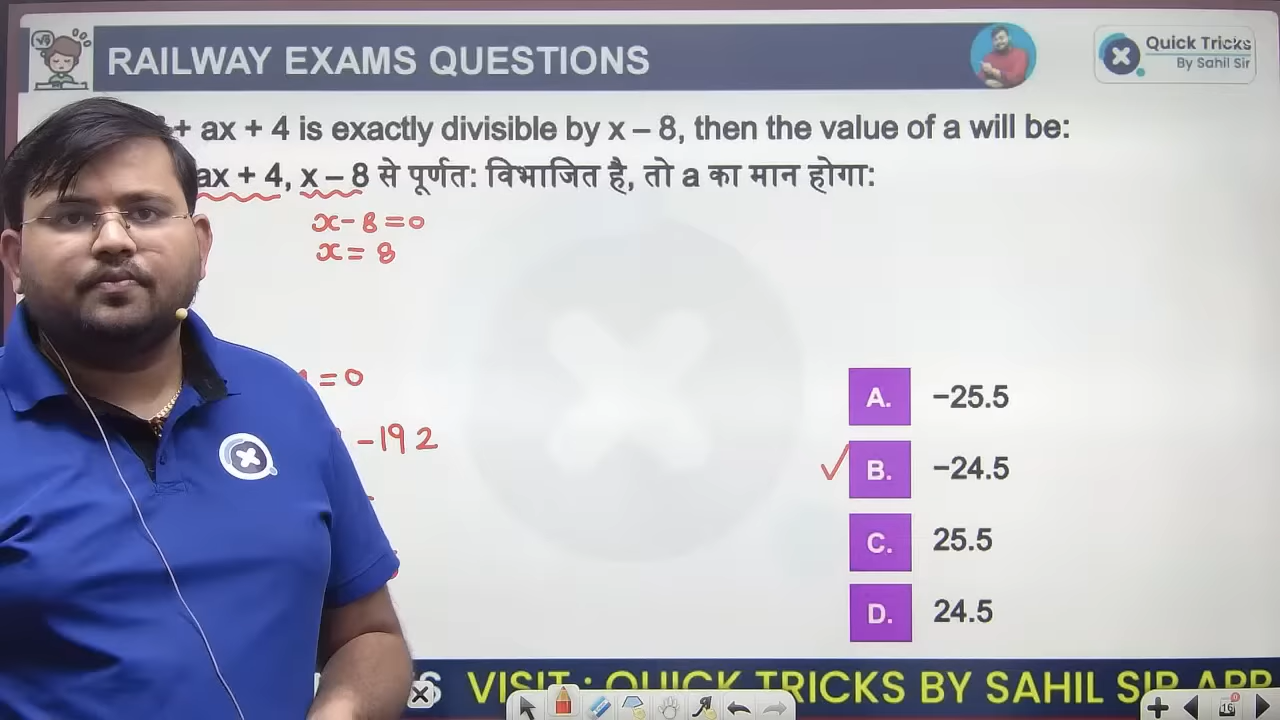 RAILWAY EXAMS QUESTIONS
Quick Tricks
By Sahil Sir
+ ax + 4 is exactly divisible by x – 8, then the value of a will be:
ax + 4, x – 8 से पूर्णत: विभाजित है, तो a का मान होगा:
x - 8 = 0
x = 8
= 0
-192
A. −25.5
B. −24.5
C. 25.5
D. 24.5
VISIT : QUICK TRICKS BY SAHIL SIR APP
16